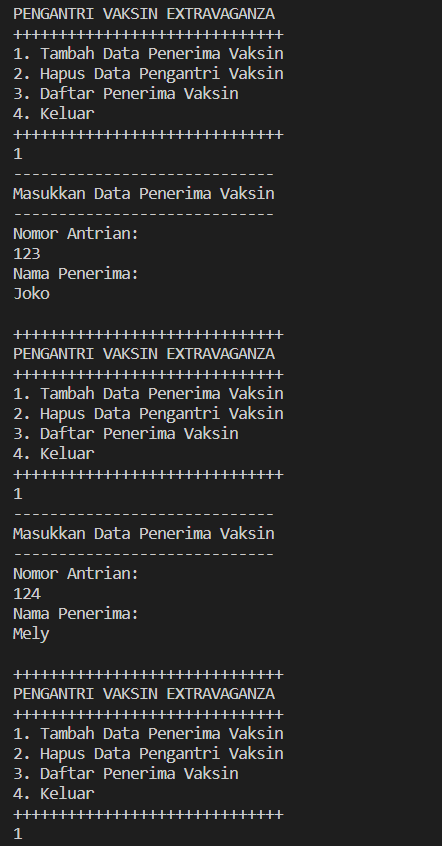 PENGANTRI VAKSIN EXTRAVAGANZA
++++++++++++++++++++++++++++++
1. Tambah Data Penerima Vaksin
2. Hapus Data Pengantri Vaksin
3. Daftar Penerima Vaksin
4. Keluar
++++++++++++++++++++++++++++++
1
-----------------------------
Masukkan Data Penerima Vaksin
-----------------------------
Nomor Antrian:
123
Nama Penerima:
Joko

++++++++++++++++++++++++++++++
PENGANTRI VAKSIN EXTRAVAGANZA
++++++++++++++++++++++++++++++
1. Tambah Data Penerima Vaksin
2. Hapus Data Pengantri Vaksin
3. Daftar Penerima Vaksin
4. Keluar
++++++++++++++++++++++++++++++
1
-----------------------------
Masukkan Data Penerima Vaksin
-----------------------------
Nomor Antrian:
124
Nama Penerima:
Mely

++++++++++++++++++++++++++++++
PENGANTRI VAKSIN EXTRAVAGANZA
++++++++++++++++++++++++++++++
1. Tambah Data Penerima Vaksin
2. Hapus Data Pengantri Vaksin
3. Daftar Penerima Vaksin
4. Keluar
++++++++++++++++++++++++++++++
1